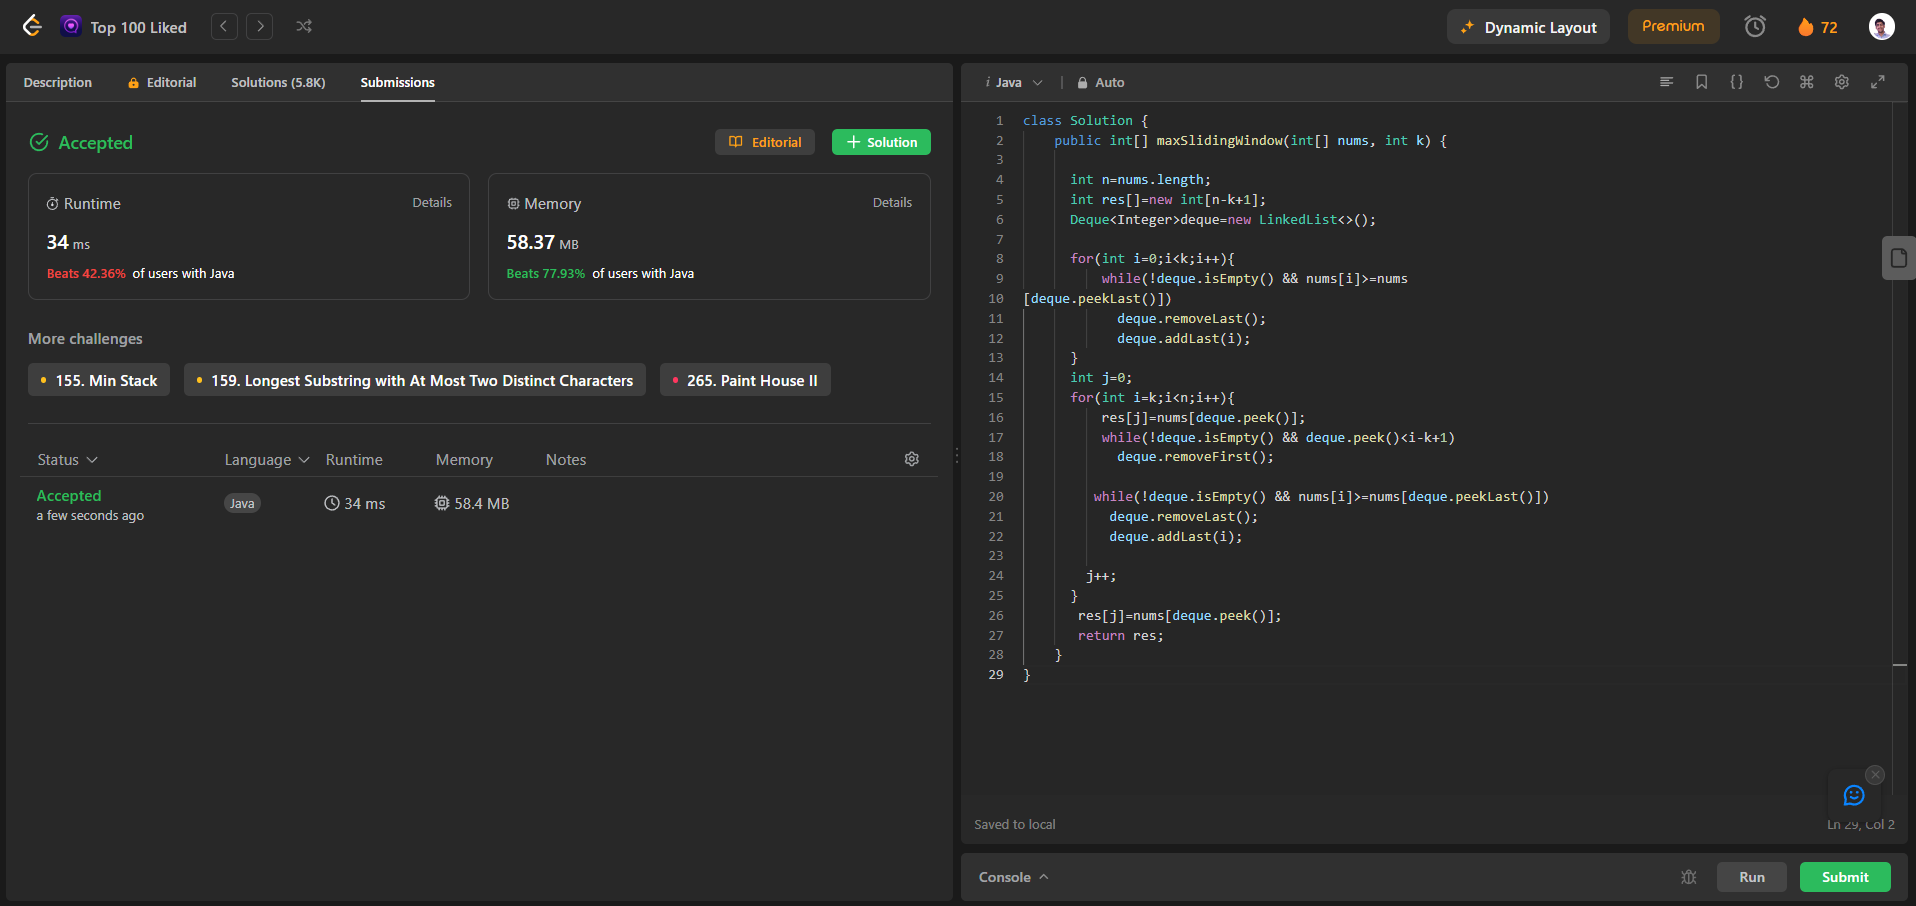 Top 100 Liked
Dynamic Layout
Premium
72
Description
Editorial
Solutions (5.8K)
Submissions
Accepted
Editorial
Solution
Runtime
Details
34 ms
Beats 42.36% of users with Java
Memory
Details
58.37 MB
Beats 77.93% of users with Java
More challenges
155. Min Stack
159. Longest Substring with At Most Two Distinct Characters
265. Paint House II
Status Language Runtime Memory Notes
Accepted
a few seconds ago
Java
34 ms
58.4 MB
i Java
Auto
1 class Solution {
2 public int[] maxSlidingWindow(int[] nums, int k) {
3
4 int n=nums.length;
5 int res[]=new int[n-k+1];
6 Deque<Integer>deque=new LinkedList<>();
7
8 for(int i=0;i<k;i++){
9 while(!deque.isEmpty() && nums[i]>=nums
10 [deque.peekLast()])
11 deque.removeLast();
12 deque.addLast(i);
13 }
14 int j=0;
15 for(int i=k;i<n;i++){
16 res[j]=nums[deque.peek()];
17 while(!deque.isEmpty() && deque.peek()<i-k+1)
18 deque.removeFirst();
19
20 while(!deque.isEmpty() && nums[i]>=nums[deque.peekLast()])
21 deque.removeLast();
22 deque.addLast(i);
23
24 j++;
25 }
26 res[j]=nums[deque.peek()];
27 return res;
28 }
29 }
Saved to local
Ln 29, Col 2
Console
Run
Submit